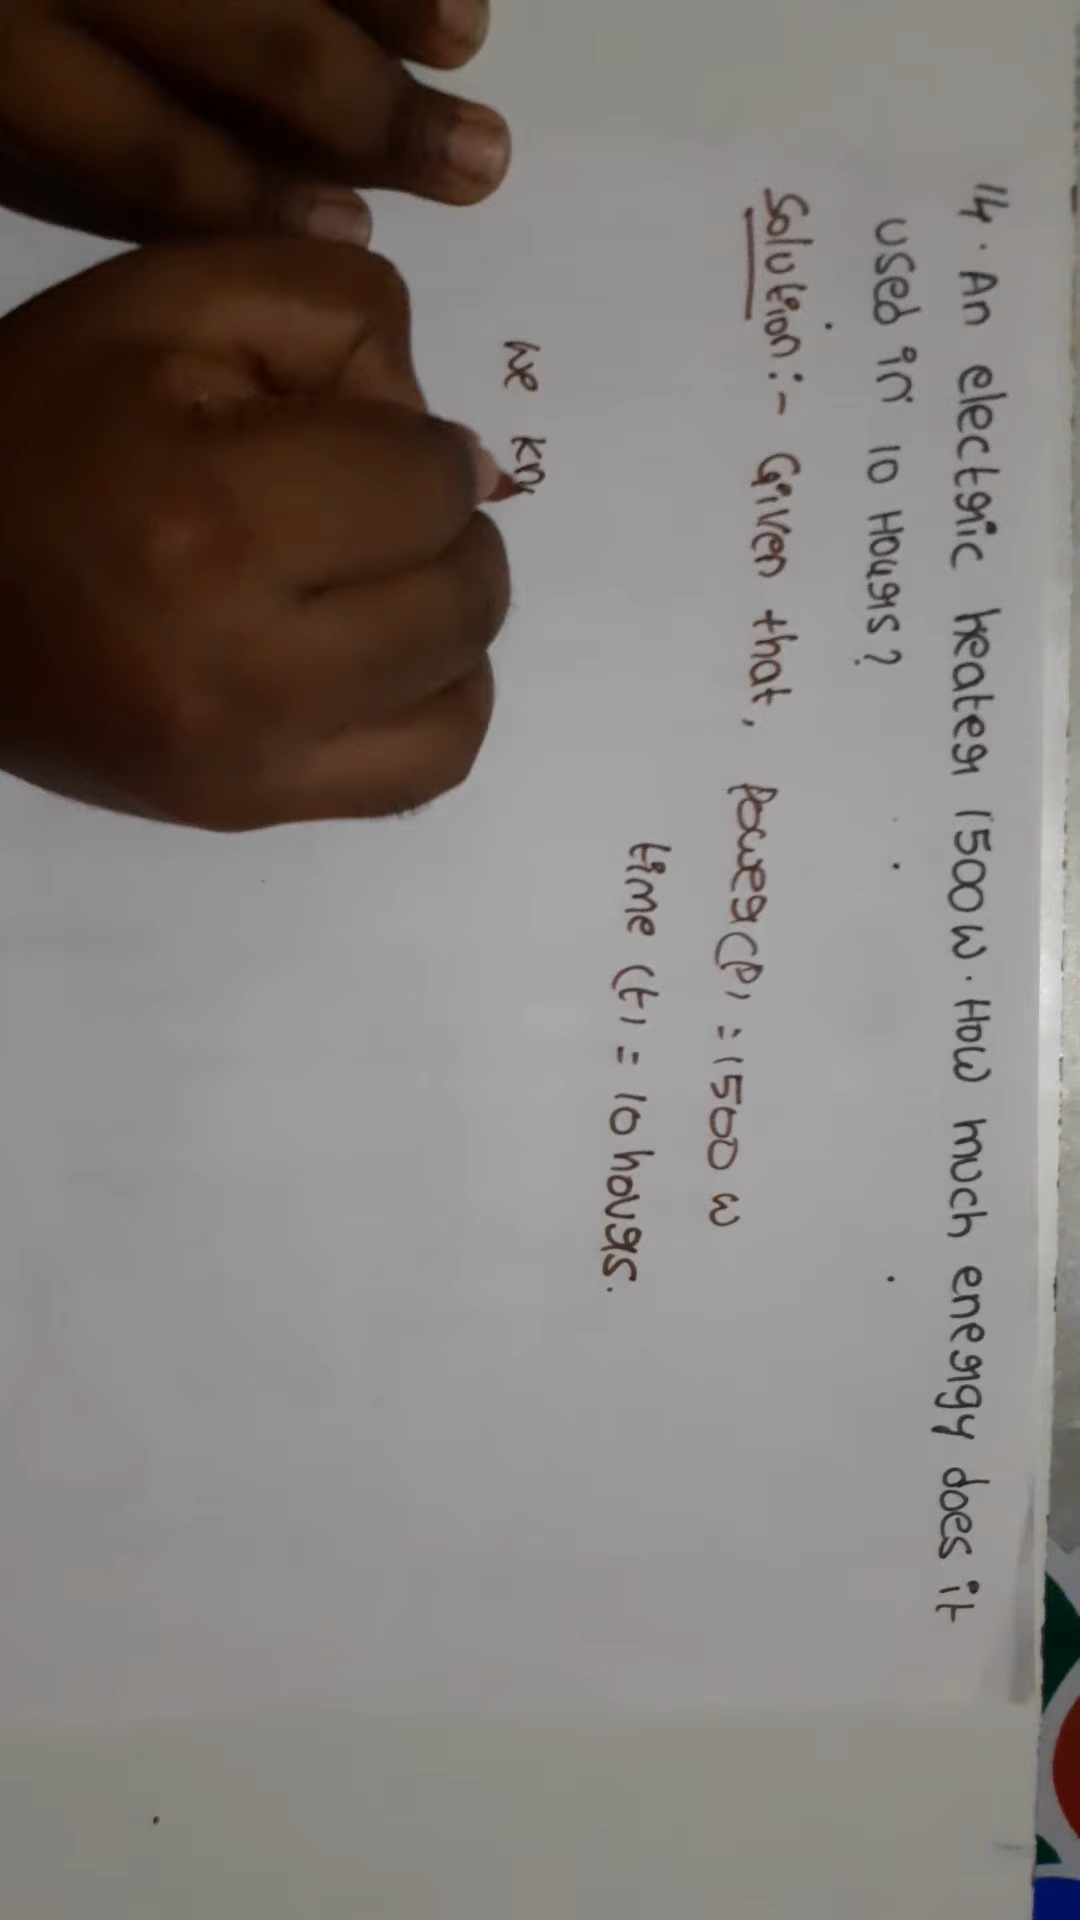 14. An electric heater 1500 W. How much energy does it
used in 10 Hours?
Solution:- Given that, Power(P) = 1500 W
time (t) = 10 hours.
we kn